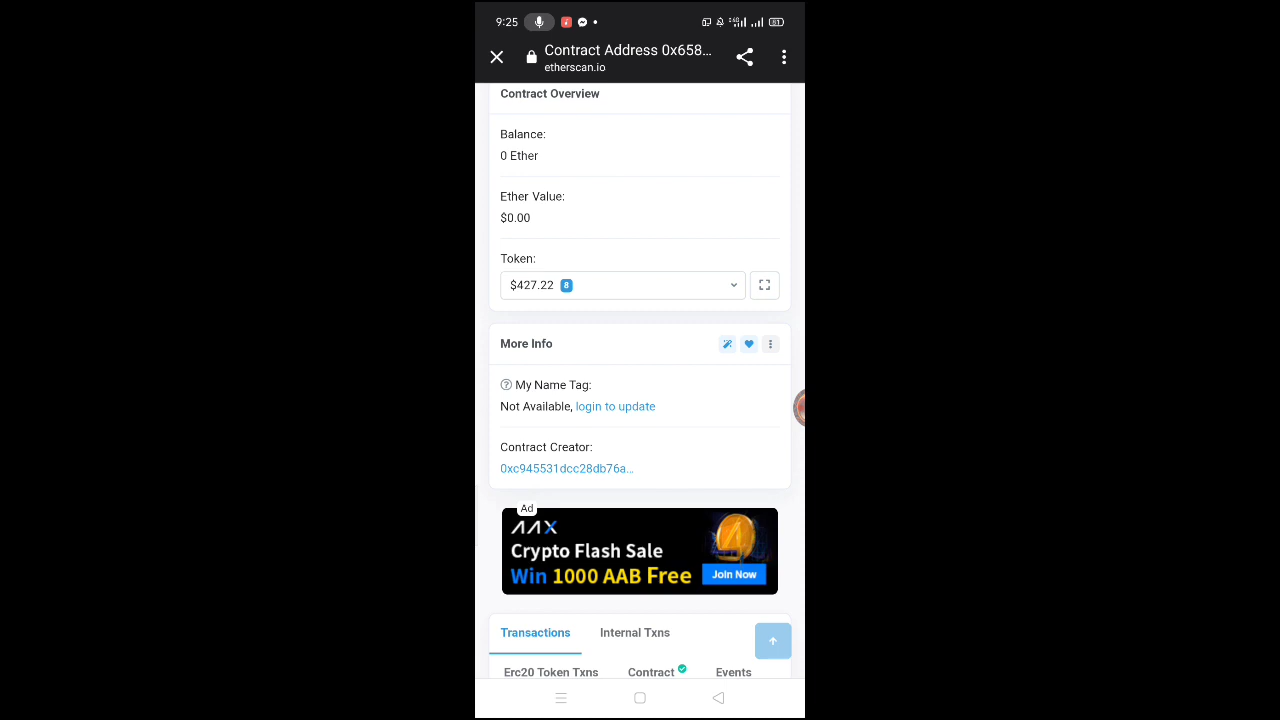 9:25
81
Contract Address 0x658...
etherscan.io
Contract Overview
Balance:
0 Ether
Ether Value:
$0.00
Token:
$427.22 8
More Info
My Name Tag:
Not Available, login to update
Contract Creator:
0xc945531dcc28db76a...
Ad
AAX
Crypto Flash Sale
Win 1000 AAB Free
Join Now
Transactions Internal Txns
Erc20 Token Txns Contract Events